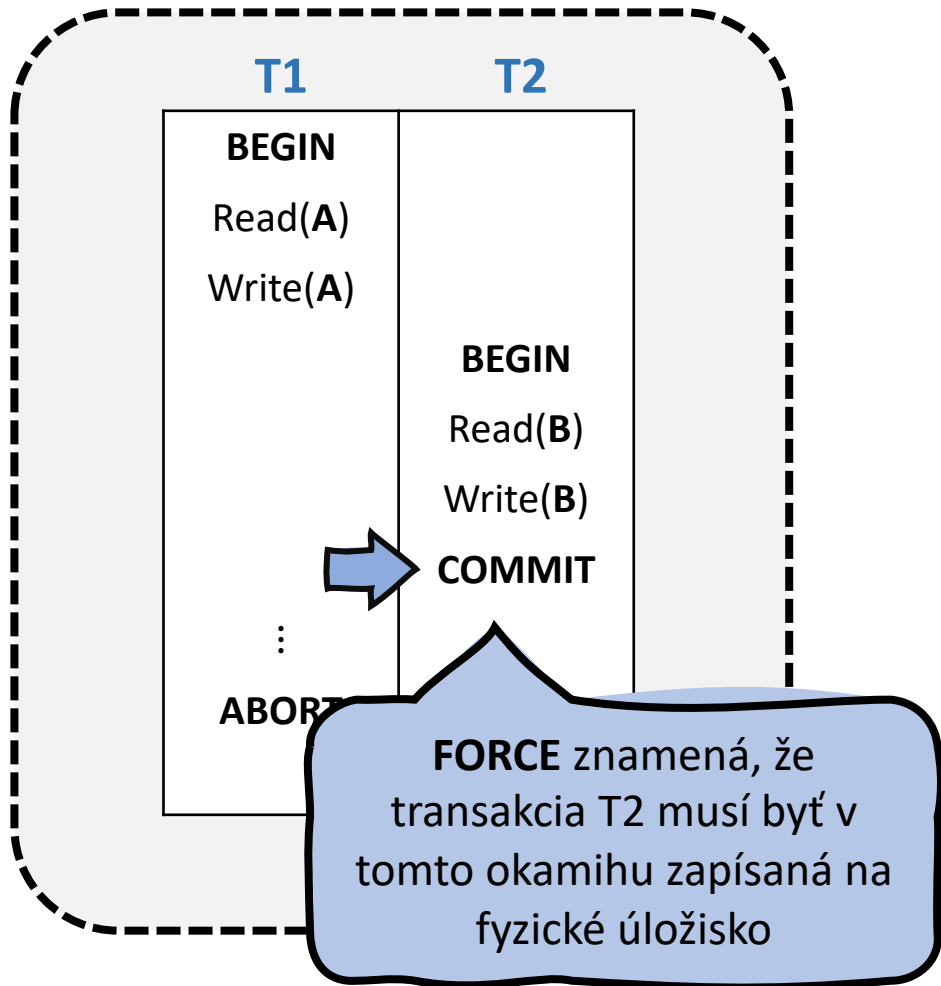 T1 T2
BEGIN
Read(A)
Write(A)
BEGIN
Read(B)
Write(B)
COMMIT
⋮
ABORT
FORCE znamená, že
transakcia T2 musí byť v
tomto okamihu zapísaná na
fyzické úložisko